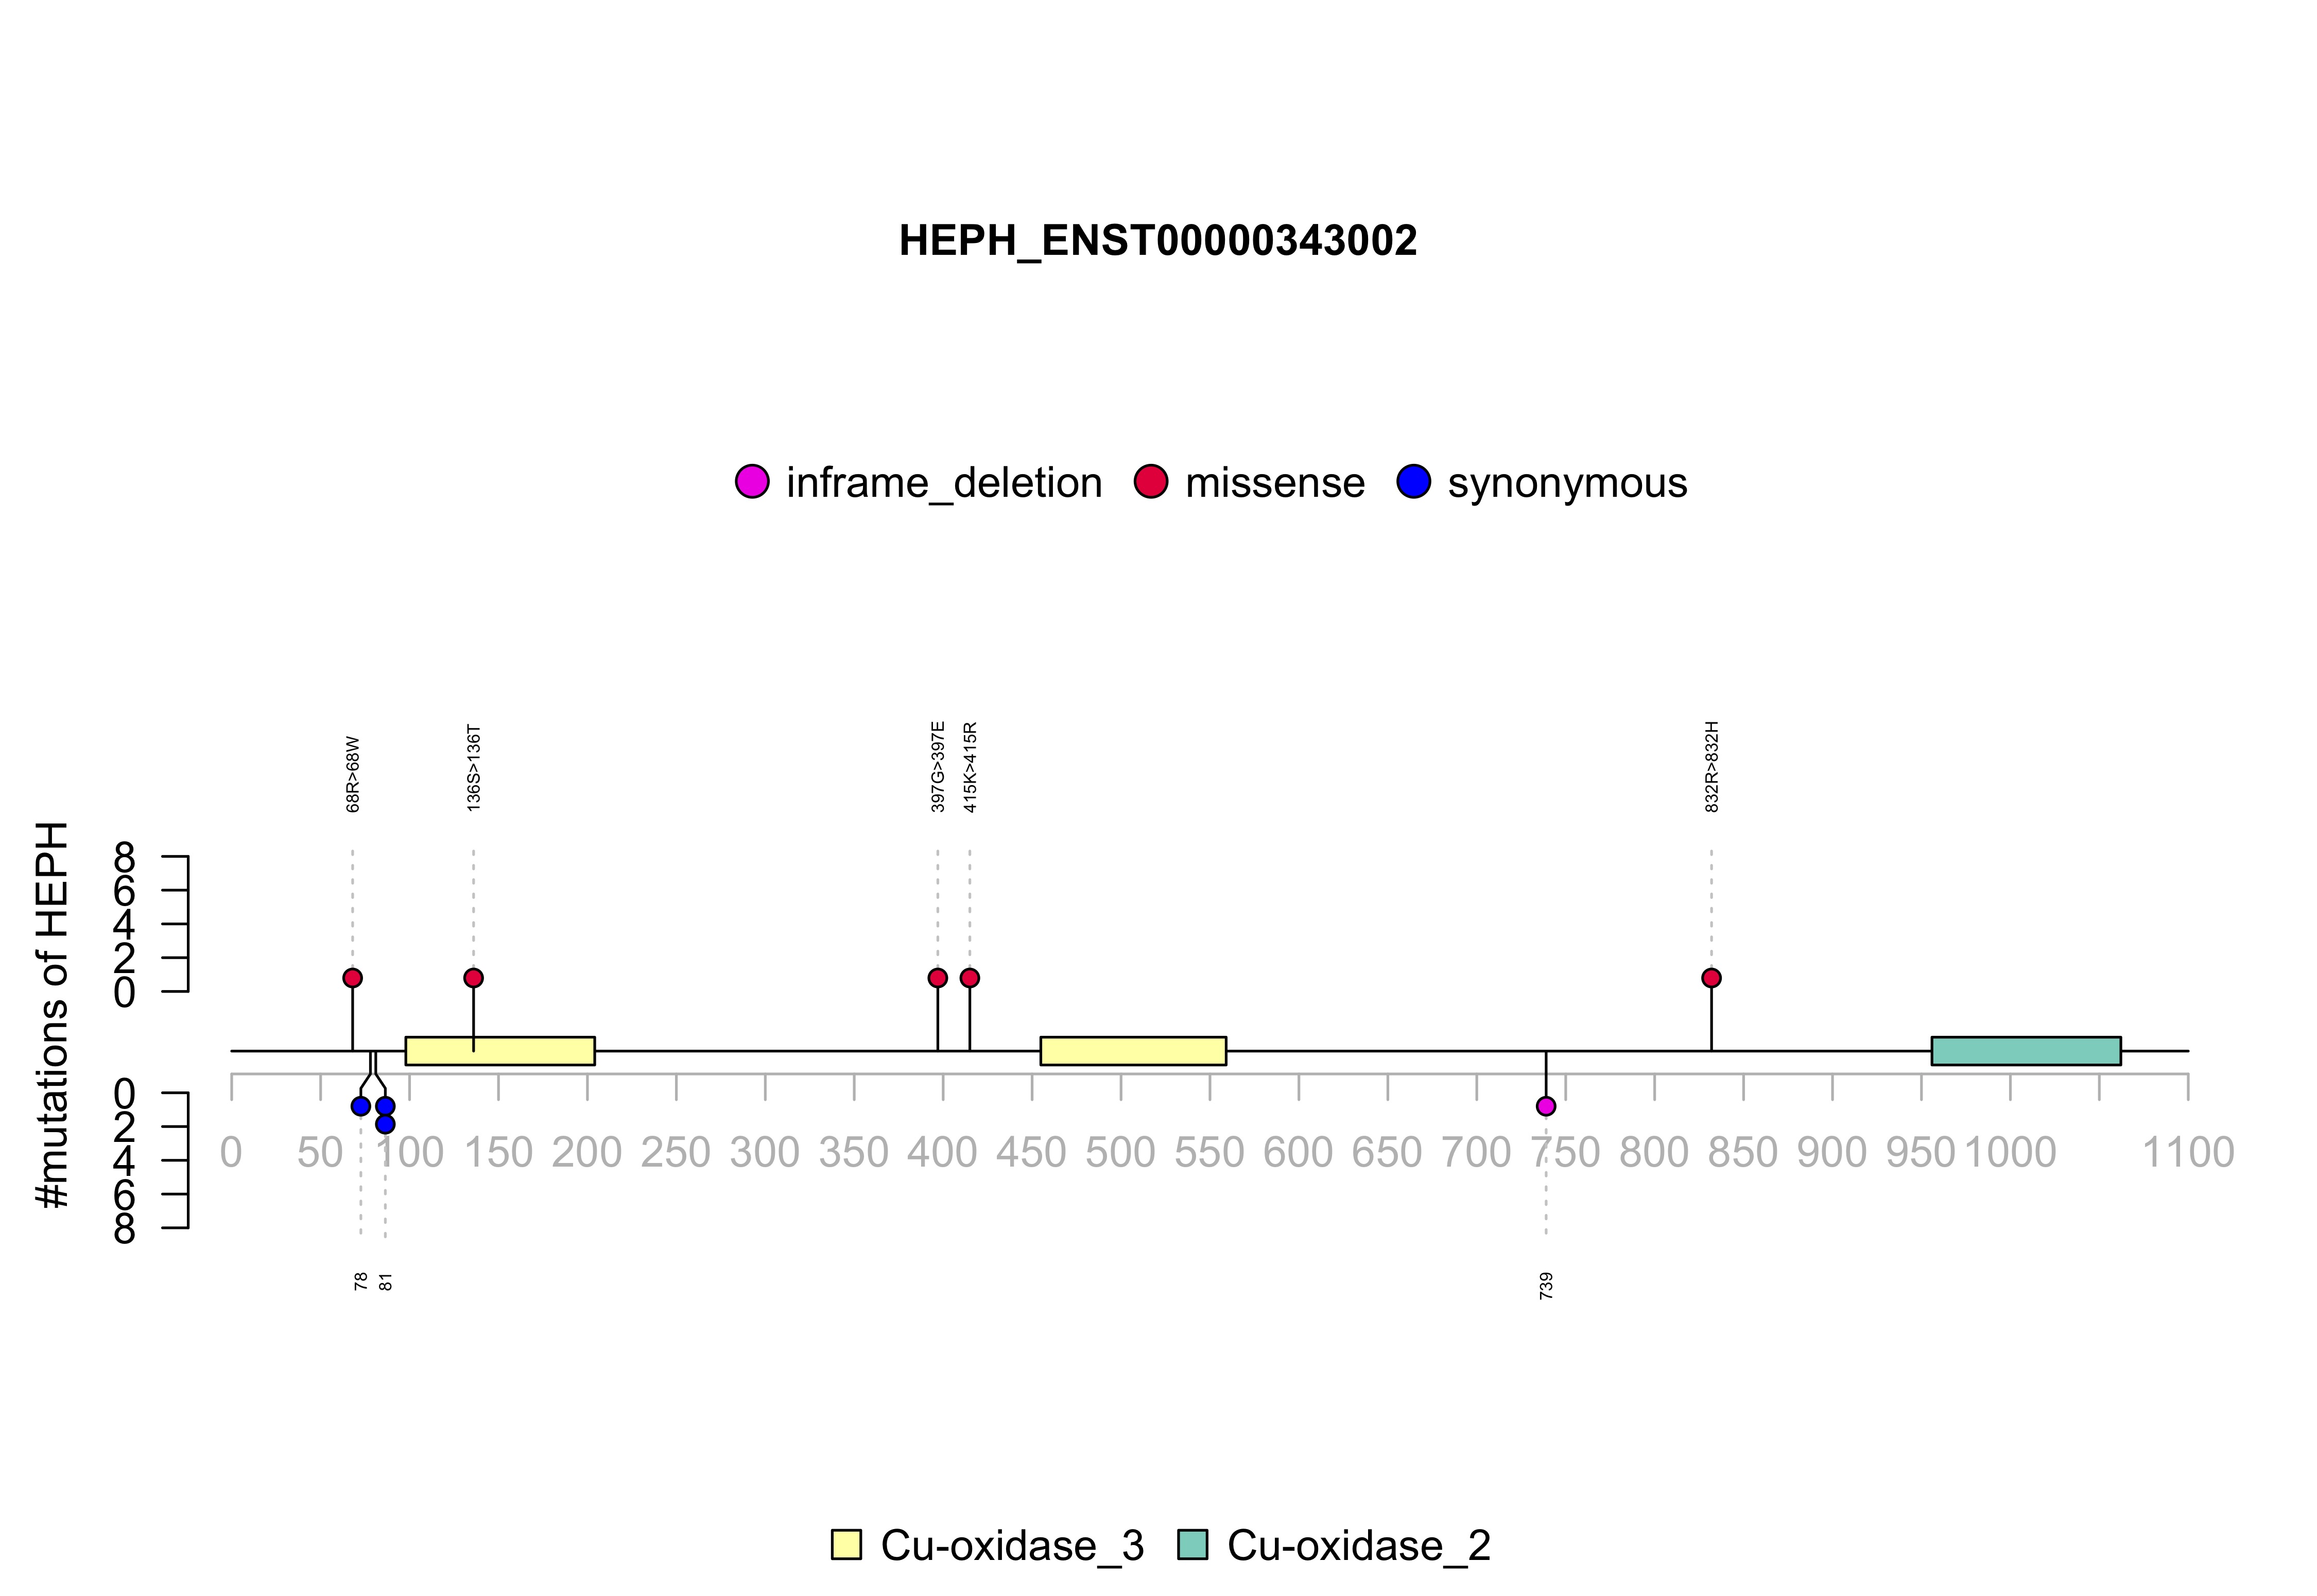 HEPH_ENST00000343002
inframe_deletion missense synonymous
68R>68W 136S>136T 397G>397E 415K>415R 832R>832H
#mutations of HEPH
8
6
4
2
0
0
2
4
6
8
0 50 100 150 200 250 300 350 400 450 500 550 600 650 700 750 800 850 900 950 1000 1100
78 81 739
Cu-oxidase_3 Cu-oxidase_2